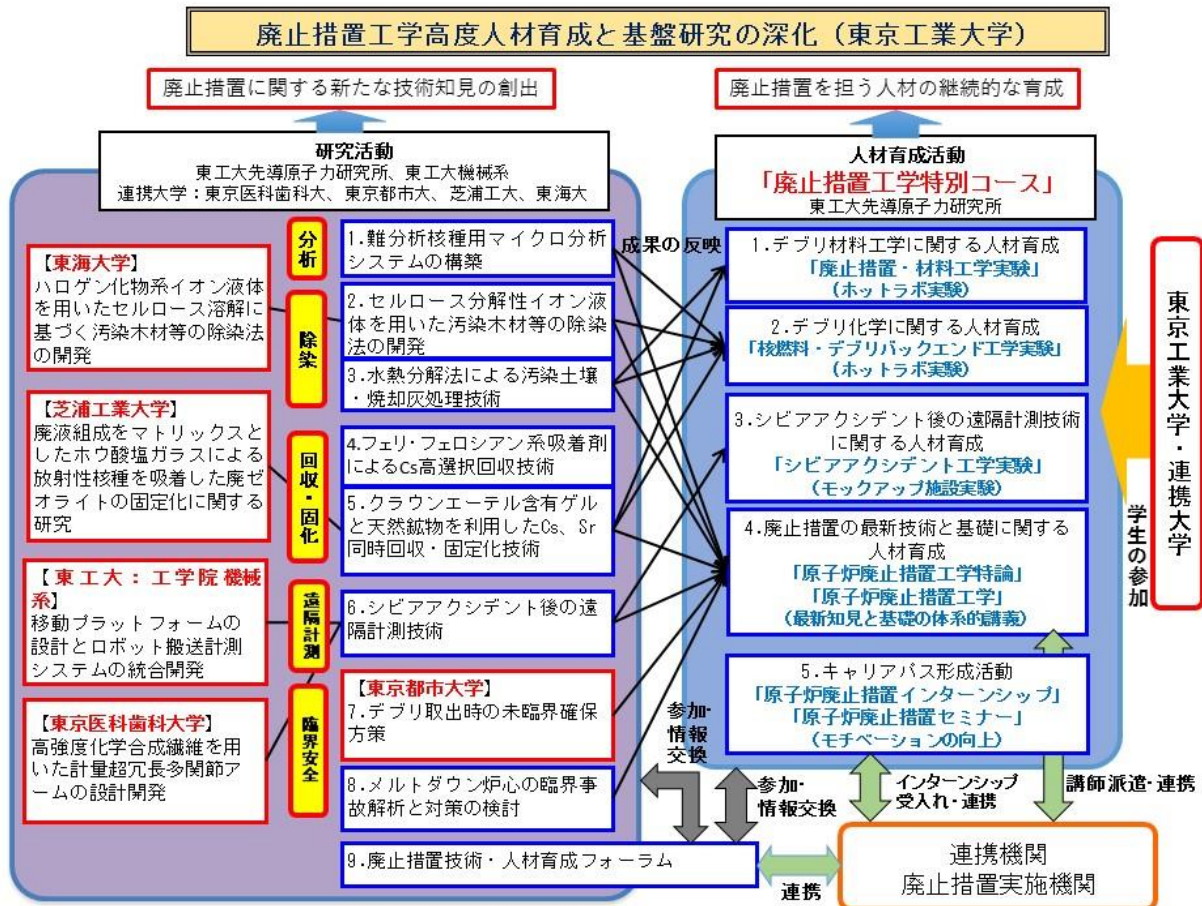 廃止措置工学高度人材育成と基盤研究の深化（東京工業大学）
廃止措置に関する新たな技術知見の創出
廃止措置を担う人材の継続的な育成
研究活動
東工大先導原子力研究所、東工大機械系
連携大学：東京医科歯科大、東京都市大、芝浦工大、東海大
人材育成活動
「廃止措置工学特別コース」
東工大先導原子力研究所
【東海大学】
ハロゲン化物系イオン液体
を用いたセルロース溶解に
基づく汚染木材等の除染法
の開発
【芝浦工業大学】
廃液組成をマトリックスと
したホウ酸塩ガラスによる
放射性核種を吸着した廃ゼ
オライトの固定化に関する
研究
【東工大：工学院機械
系】
移動プラットフォームの
設計とロボット搬送計測
システムの統合開発
【東京医科歯科大学】
高強度化学合成繊維を用
いた計量超冗長多関節ア
ームの設計開発
分析
除染
回収・固化
遠隔計測
臨界安全
1.難分析核種用マイクロ分析
システムの構築
2.セルロース分解性イオン液
体を用いた汚染木材等の除染
法の開発
3.水熱分解法による汚染土壌
・焼却灰処理技術
4.フェリ・フェロシアン系吸着剤
によるCs高選択回収技術
5.クラウンエーテル含有ゲル
と天然鉱物を利用したCs、Sr
同時回収・固定化技術
6.シビアアクシデント後の遠
隔計測技術
【東京都市大学】
7.デブリ取出時の未臨界確保
方策
8.メルトダウン炉心の臨界事
故解析と対策の検討
9.廃止措置技術・人材育成フォーラム
成果の反映
1.デブリ材料工学に関する人材育成
「廃止措置・材料工学実験」
（ホットラボ実験）
2.デブリ化学に関する人材育成
「核燃料・デブリバックエンド工学実験」
（ホットラボ実験）
3.シビアアクシデント後の遠隔計測技術
に関する人材育成
「シビアアクシデント工学実験」
（モックアップ施設実験）
4.廃止措置の最新技術と基礎に関する
人材育成
「原子炉廃止措置工学特論」
「原子炉廃止措置工学」
（最新知見と基礎の体系的講義）
5.キャリアパス形成活動
「原子炉廃止措置インターンシップ」
「原子炉廃止措置セミナー」
（モチベーションの向上）
東京工業大学・連携大学
学生の参加
参加・
情報
交換
参加・
情報交換
インターンシップ
受入れ・連携
講師派遣・連携
連携
連携機関
廃止措置実施機関